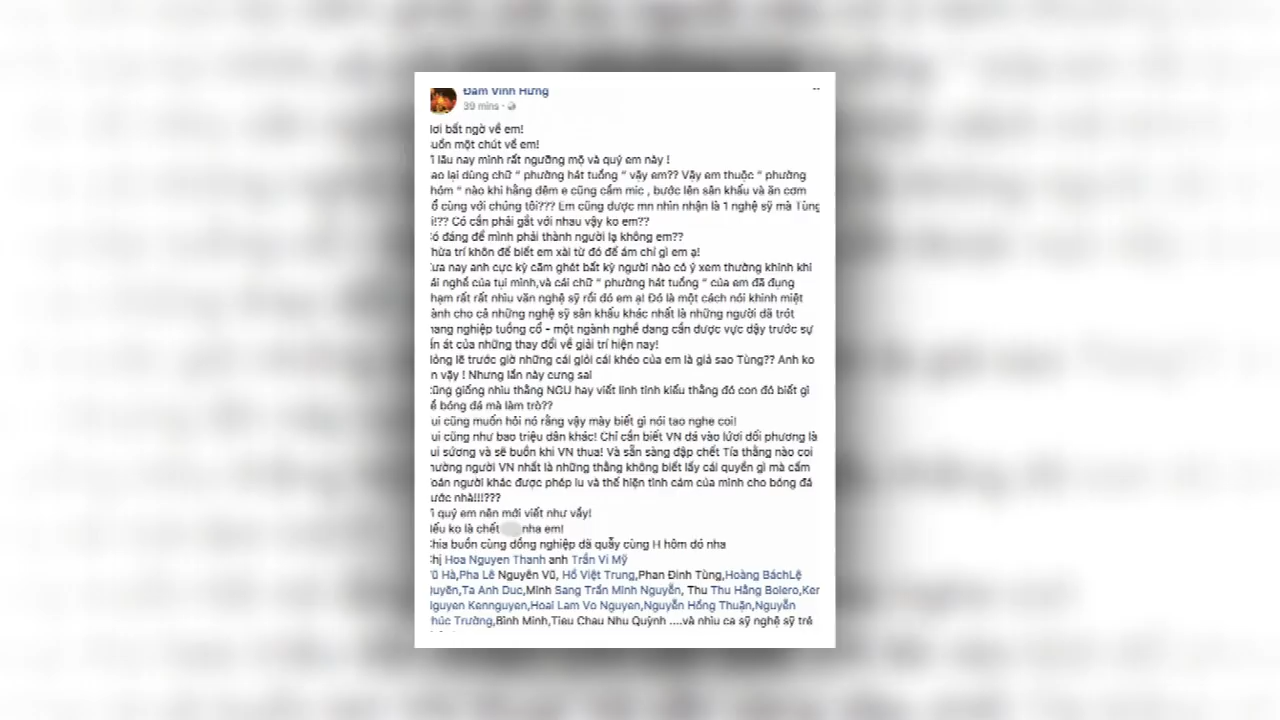 Đàm Vĩnh Hưng
39 mins
ơi bất ngờ về em!
uồn một chút về em!
lâu nay mình rất ngưỡng mộ và quý em này !
ao lại dùng chữ “ phường hát tuồng “ vậy em?? Vậy em thuộc “ phường
hóm “ nào khi hằng đêm e cũng cầm mic , bước lên sân khấu và ăn cơm
ổ cùng với chúng tôi??? Em cũng được mn nhìn nhận là 1 nghệ sỹ mà Tùng
i!?? Có cần phải gắt với nhau vậy ko em??
ó đáng để mình phải thành người lạ không em??
hừa trí khôn để biết em xài từ đó để ám chỉ gì em ạ!
ưa nay anh cực kỳ căm ghét bất kỳ người nào có ý xem thường khinh khi
ái nghề của tụi mình,và cái chữ “ phường hát tuồng “ của em đã đụng
hạm rất rất nhìu văn nghệ sỹ rồi đó em ạ! Đó là một cách nói khinh miệt
ành cho cả những nghệ sỹ sân khấu khác nhất là những người đã trót
ang nghiệp tuồng cổ - một ngành nghề đang cần được vực dậy trước sự
ấn át của những thay đổi về giải trí hiện nay!
ỏng lẽ trước giờ những cái giỏi cái khéo của em là giả sao Tùng?? Anh ko
n vậy ! Nhưng lần này cưng sai
ũng giống nhìu thằng NGU hay viết linh tinh kiểu thằng đó con đó biết gì
ề bóng đá mà làm trò??
ui cũng muốn hỏi nó rằng vậy mày biết gì nói tao nghe coi!
ui cũng như bao triệu dân khác! Chỉ cần biết VN đá vào lưới đối phương là
ui sướng và sẽ buồn khi VN thua! Và sẵn sàng đập chết Tía thằng nào coi
hường người VN nhất là những thằng không biết lấy cái quyền gì mà cấm
oán người khác được phép iu và thể hiện tình cảm của mình cho bóng đá
ước nhà!!!???
quý em nên mới viết như vầy!
ếu ko là chết nha em!
hia buồn cùng đồng nghiệp đã quẫy cùng H hôm đó nha
hị Hoa Nguyen Thanh anh Trần Vi Mỹ
ũ Hà,Pha Lê Nguyên Vũ, Hồ Việt Trung,Phan Đinh Tùng,Hoàng BáchLệ
uyên,Ta Anh Duc,Minh Sang Trần Minh Nguyễn, Thu Thu Hằng Bolero,Ker
guyen Kennguyen,Hoai Lam Vo Nguyen,Nguyễn Hồng Thuận,Nguyễn
húc Trường,Bình Minh,Tieu Chau Nhu Quỳnh ....và nhìu ca sỹ nghệ sỹ trẻ